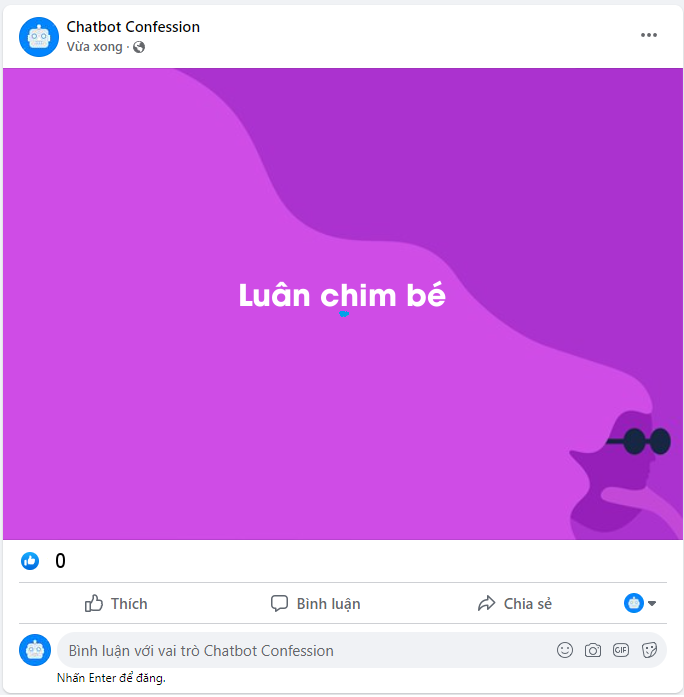 Chatbot Confession
Vừa xong ·
Luân chim bé
0
Thích
Bình luận
Chia sẻ
Bình luận với vai trò Chatbot Confession
GIF
Nhấn Enter để đăng.